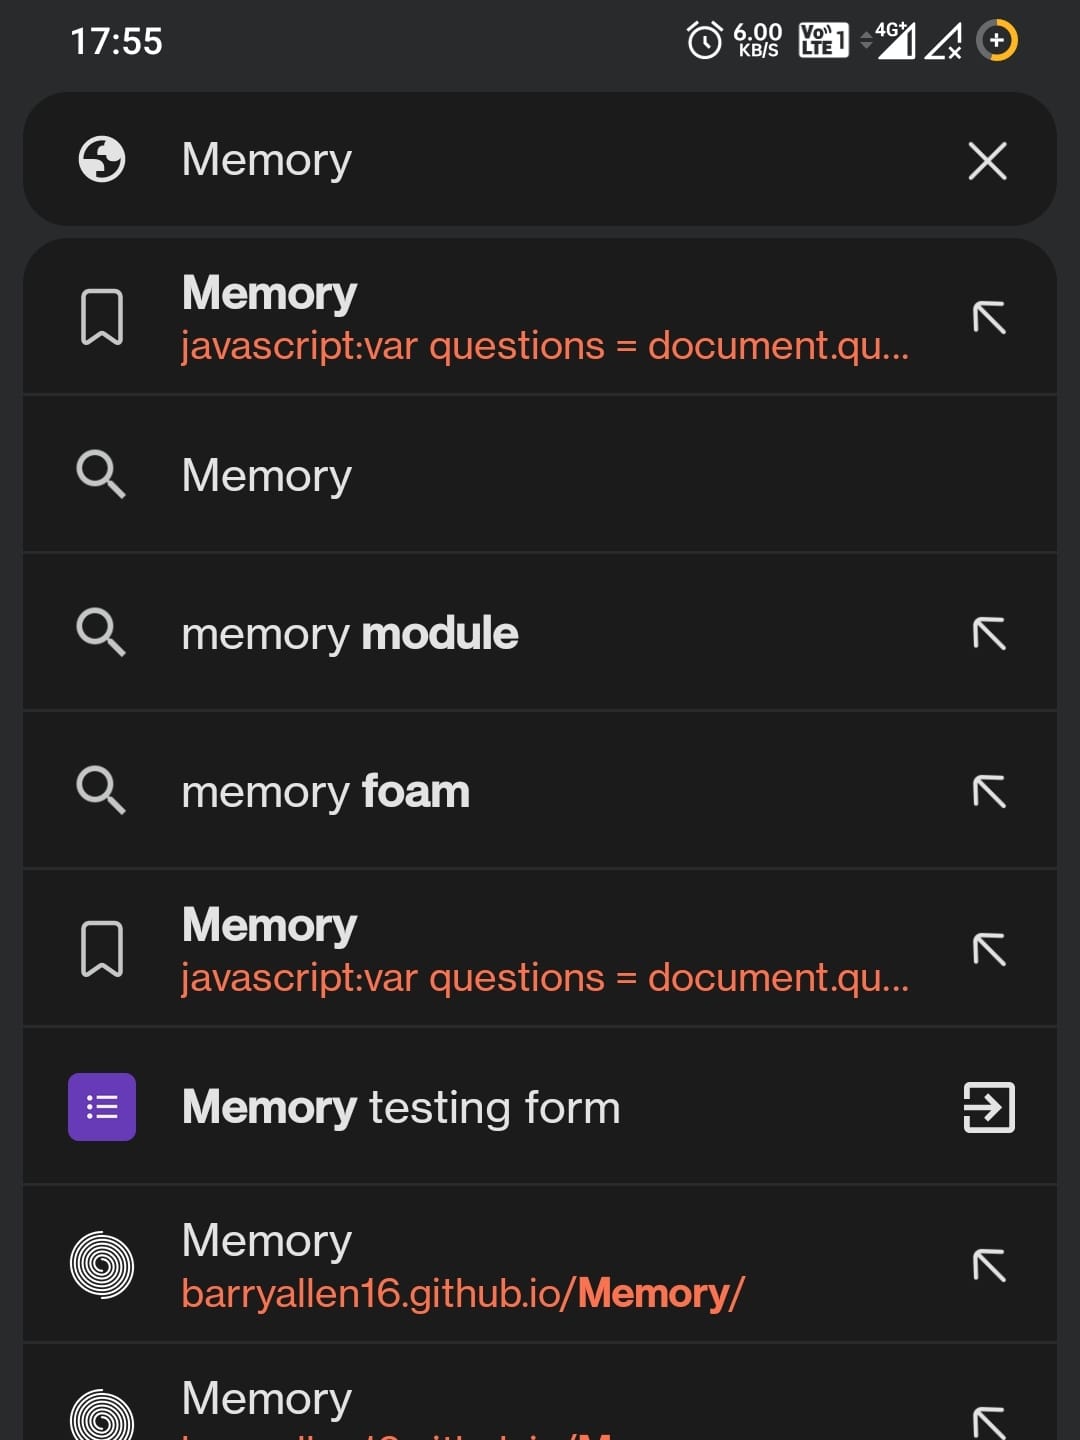 17:55
6.00
KB/S
Vo
LTE 1
4G+
Memory
Memory
javascript:var questions = document.qu...
Memory
memory module
memory foam
Memory
javascript:var questions = document.qu...
Memory testing form
Memory
barryallen16.github.io/Memory/
Memory